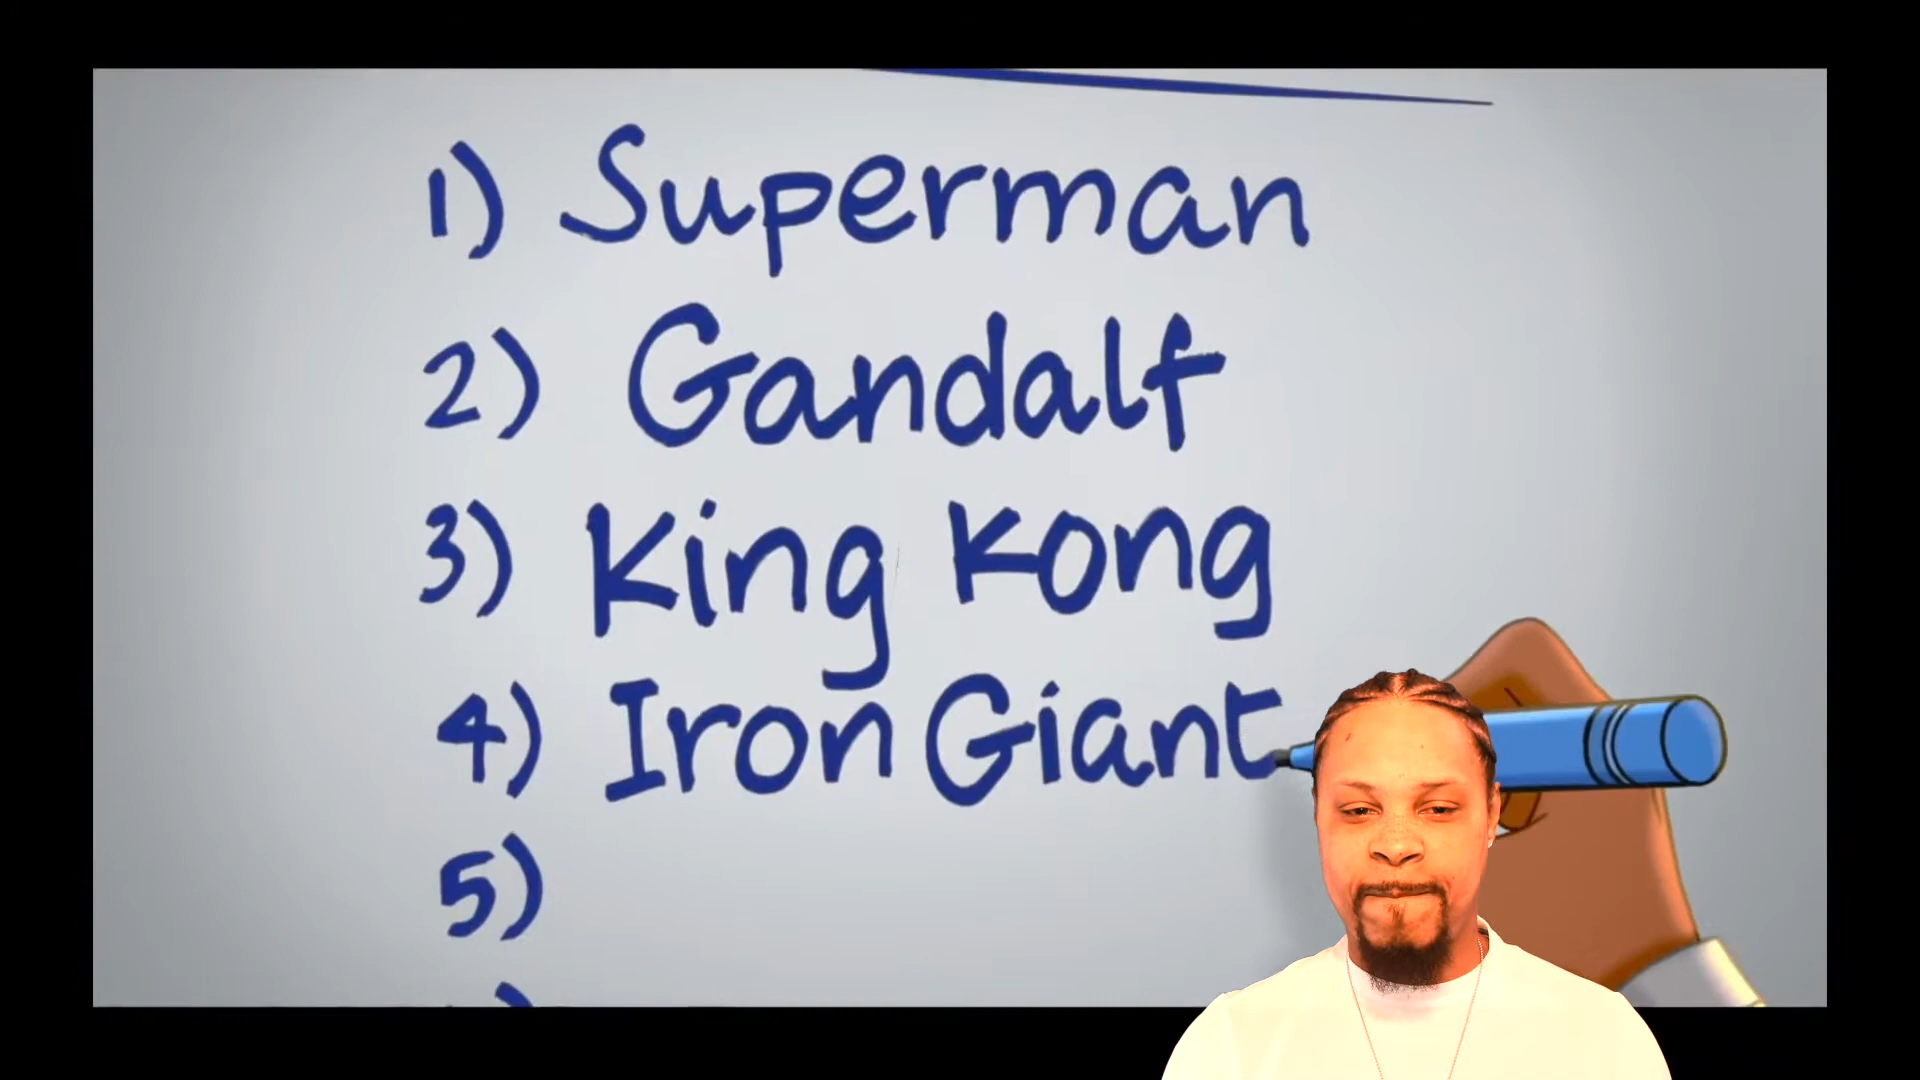 1) Superman
2) Gandalf
3) King Kong
4) Iron Giant
5)